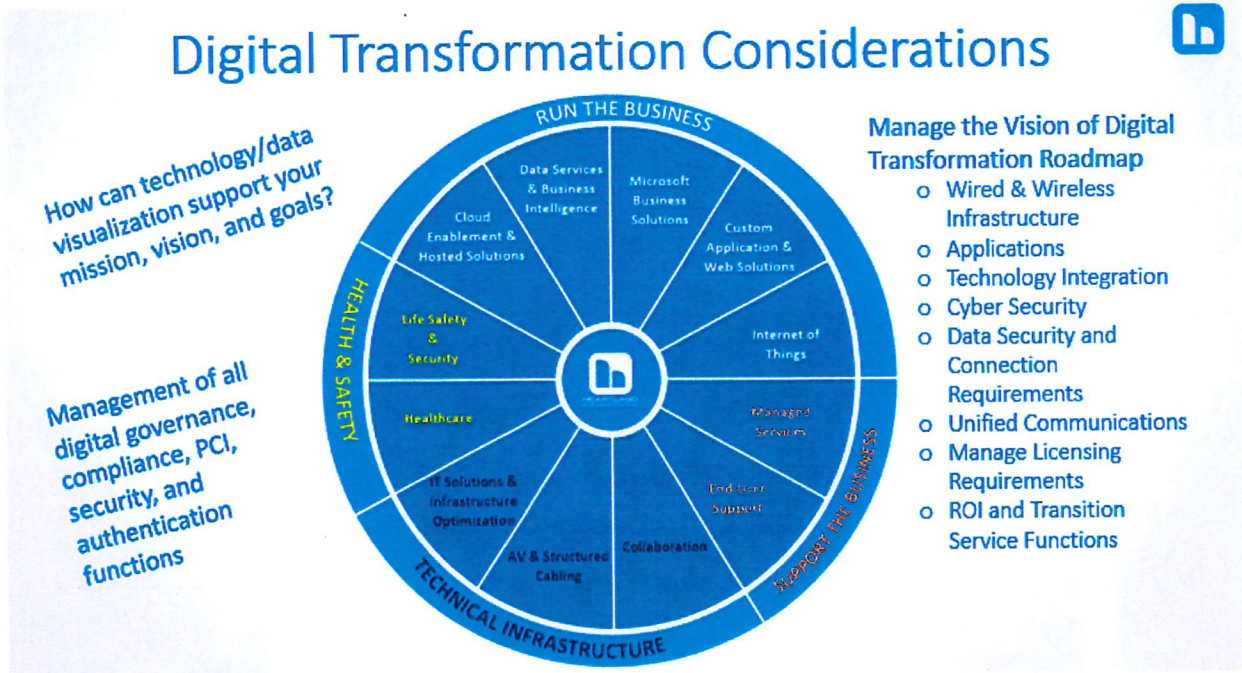 Digital Transformation Considerations
How can technology/data
visualization support your
mission, vision, and goals?
Management of all
digital governance,
compliance, PCI,
security, and
authentication
functions
RUN THE BUSINESS
Data Services
& Business
Intelligence
Microsoft
Business
Solutions
Cloud
Enablement &
Hosted Solutions
Custom
Application &
Web Solutions
HEALTH & SAFETY
Life Safety
&
Security
Internet of
Things
HEARTLAND
Healthcare
Managed
Services
SUPPORT THE BUSINESS
IT Solutions &
Infrastructure
Optimization
End User
Support
AV & Structured
Cabling
Collaboration
TECHNICAL INFRASTRUCTURE
Manage the Vision of Digital
Transformation Roadmap
o Wired & Wireless
Infrastructure
o Applications
o Technology Integration
o Cyber Security
o Data Security and
Connection
Requirements
o Unified Communications
o Manage Licensing
Requirements
o ROI and Transition
Service Functions